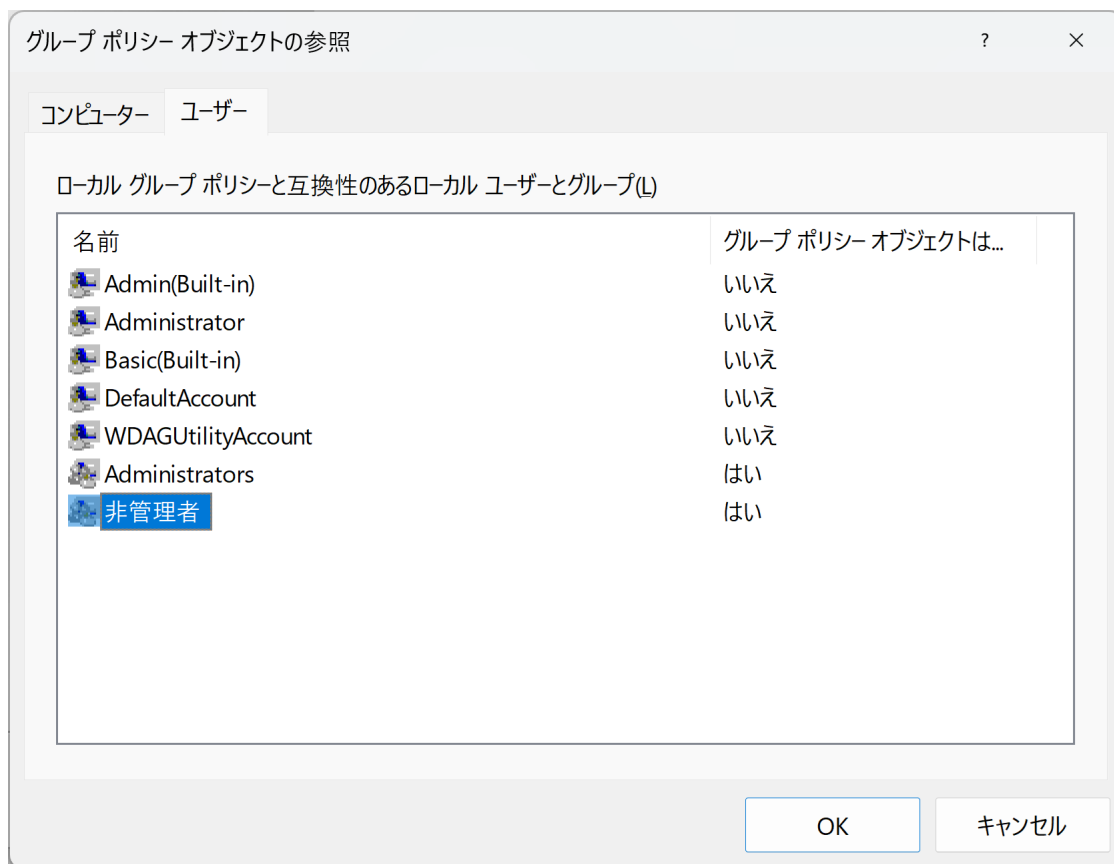 グループ ポリシー オブジェクトの参照 ? ×
コンピューター ユーザー
ローカル グループ ポリシーと互換性のあるローカル ユーザーとグループ(L)
名前 グループ ポリシー オブジェクトは...
Admin(Built-in) いいえ
Administrator いいえ
Basic(Built-in) いいえ
DefaultAccount いいえ
WDAGUtilityAccount いいえ
Administrators はい
非管理者 はい
OK キャンセル